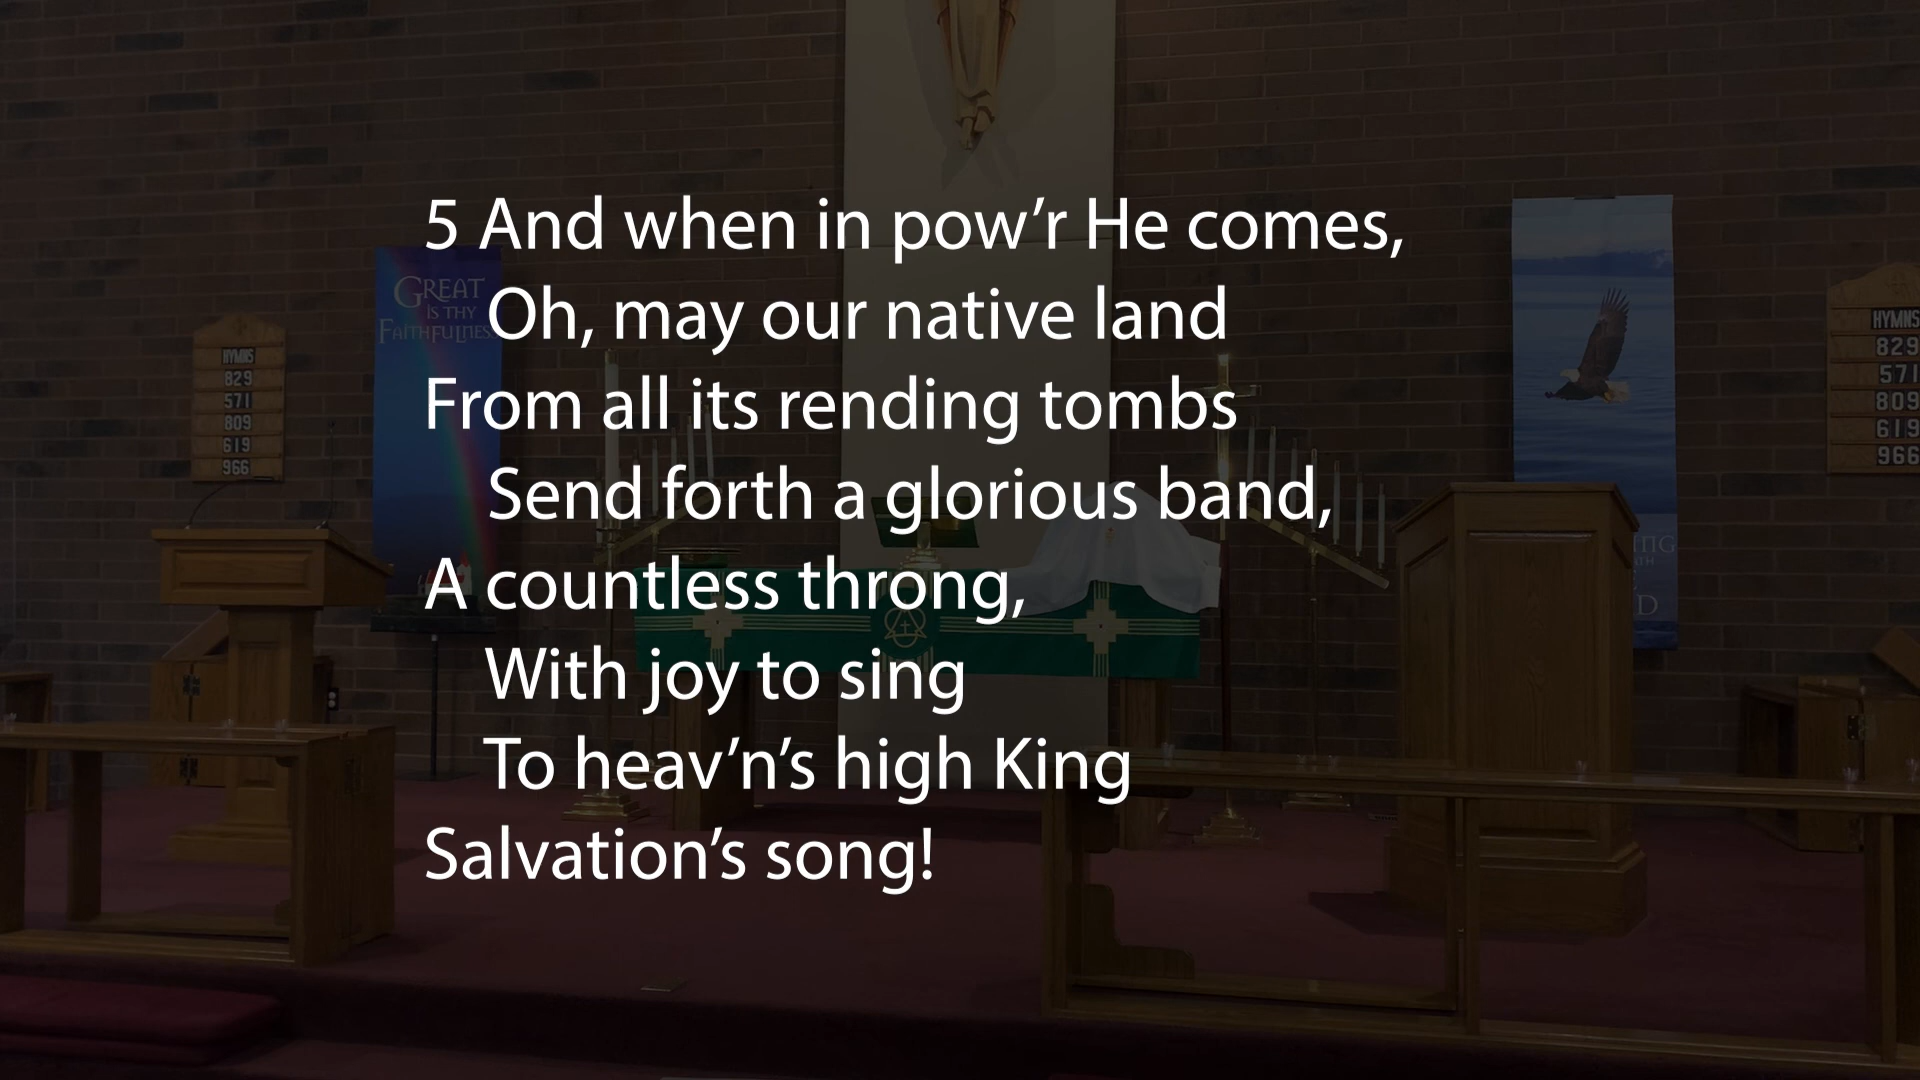 5 And when in pow’r He comes,
Oh, may our native land
From all its rending tombs
Send forth a glorious band,
A countless throng,
With joy to sing
To heav’n’s high King
Salvation’s song!
GREAT
IS THY
FAITHFULNESS
HYMNS
829
571
809
619
966
HYMNS
829
571
809
619
966